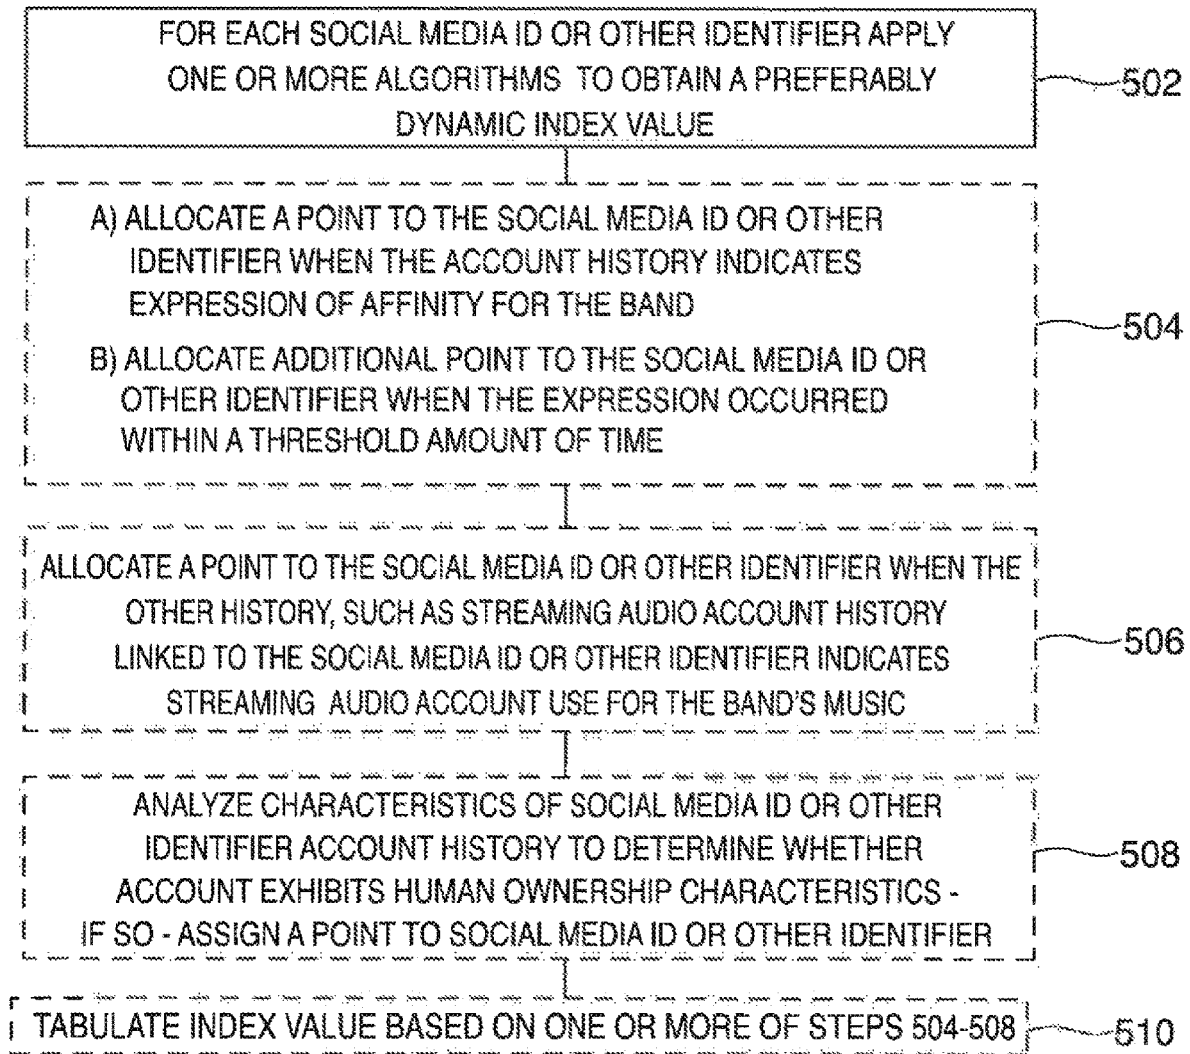 FOR EACH SOCIAL MEDIA ID OR OTHER IDENTIFIER APPLY
ONE OR MORE ALGORITHMS TO OBTAIN A PREFERABLY
DYNAMIC INDEX VALUE
502
A) ALLOCATE A POINT TO THE SOCIAL MEDIA ID OR OTHER
IDENTIFIER WHEN THE ACCOUNT HISTORY INDICATES
EXPRESSION OF AFFINITY FOR THE BAND
B) ALLOCATE ADDITIONAL POINT TO THE SOCIAL MEDIA ID OR
OTHER IDENTIFIER WHEN THE EXPRESSION OCCURRED
WITHIN A THRESHOLD AMOUNT OF TIME
504
ALLOCATE A POINT TO THE SOCIAL MEDIA ID OR OTHER IDENTIFIER WHEN THE
OTHER HISTORY, SUCH AS STREAMING AUDIO ACCOUNT HISTORY
LINKED TO THE SOCIAL MEDIA ID OR OTHER IDENTIFIER INDICATES
STREAMING AUDIO ACCOUNT USE FOR THE BAND'S MUSIC
506
ANALYZE CHARACTERISTICS OF SOCIAL MEDIA ID OR OTHER
IDENTIFIER ACCOUNT HISTORY TO DETERMINE WHETHER
ACCOUNT EXHIBITS HUMAN OWNERSHIP CHARACTERISTICS -
IF SO - ASSIGN A POINT TO SOCIAL MEDIA ID OR OTHER IDENTIFIER
508
TABULATE INDEX VALUE BASED ON ONE OR MORE OF STEPS 504-508
510